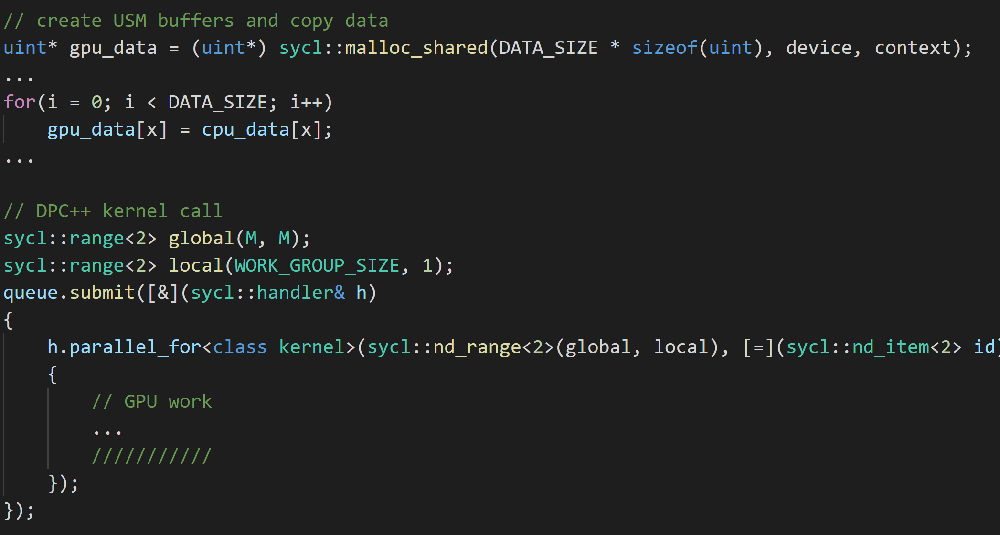 // create USM buffers and copy data
uint* gpu_data = (uint*) sycl::malloc_shared(DATA_SIZE * sizeof(uint), device, context);
...
for(i = 0; i < DATA_SIZE; i++)
    gpu_data[x] = cpu_data[x];
...
// DPC++ kernel call
sycl::range<2> global(M, M);
sycl::range<2> local(WORK_GROUP_SIZE, 1);
queue.submit([&](sycl::handler& h)
{
    h.parallel_for<class kernel>(sycl::nd_range<2>(global, local), [=](sycl::nd_item<2> id)
    {
        // GPU work
        ...
        ///////////
    });
});